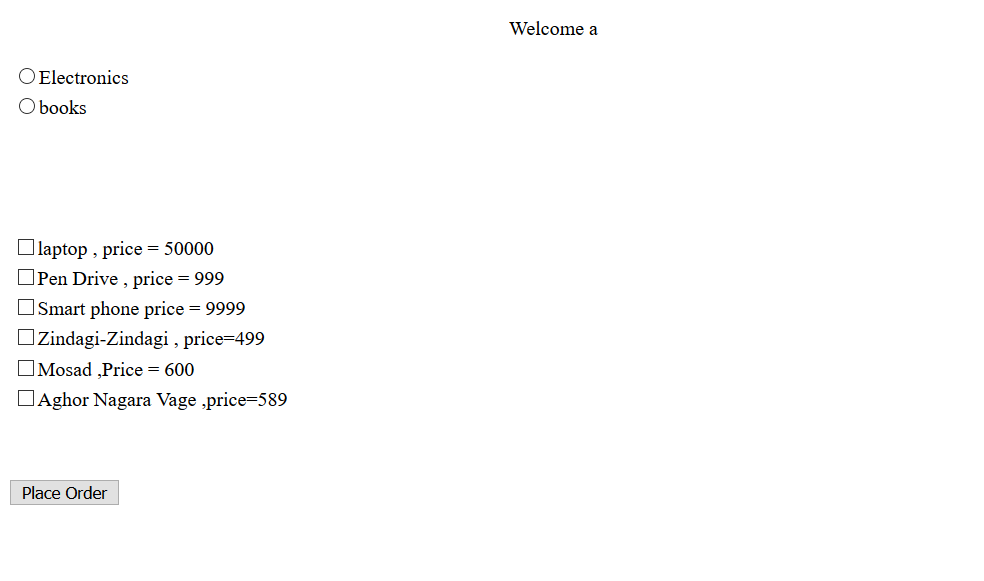 Welcome a
Electronics
books
laptop , price = 50000
Pen Drive , price = 999
Smart phone price = 9999
Zindagi-Zindagi , price=499
Mosad ,Price = 600
Aghor Nagara Vage ,price=589
Place Order